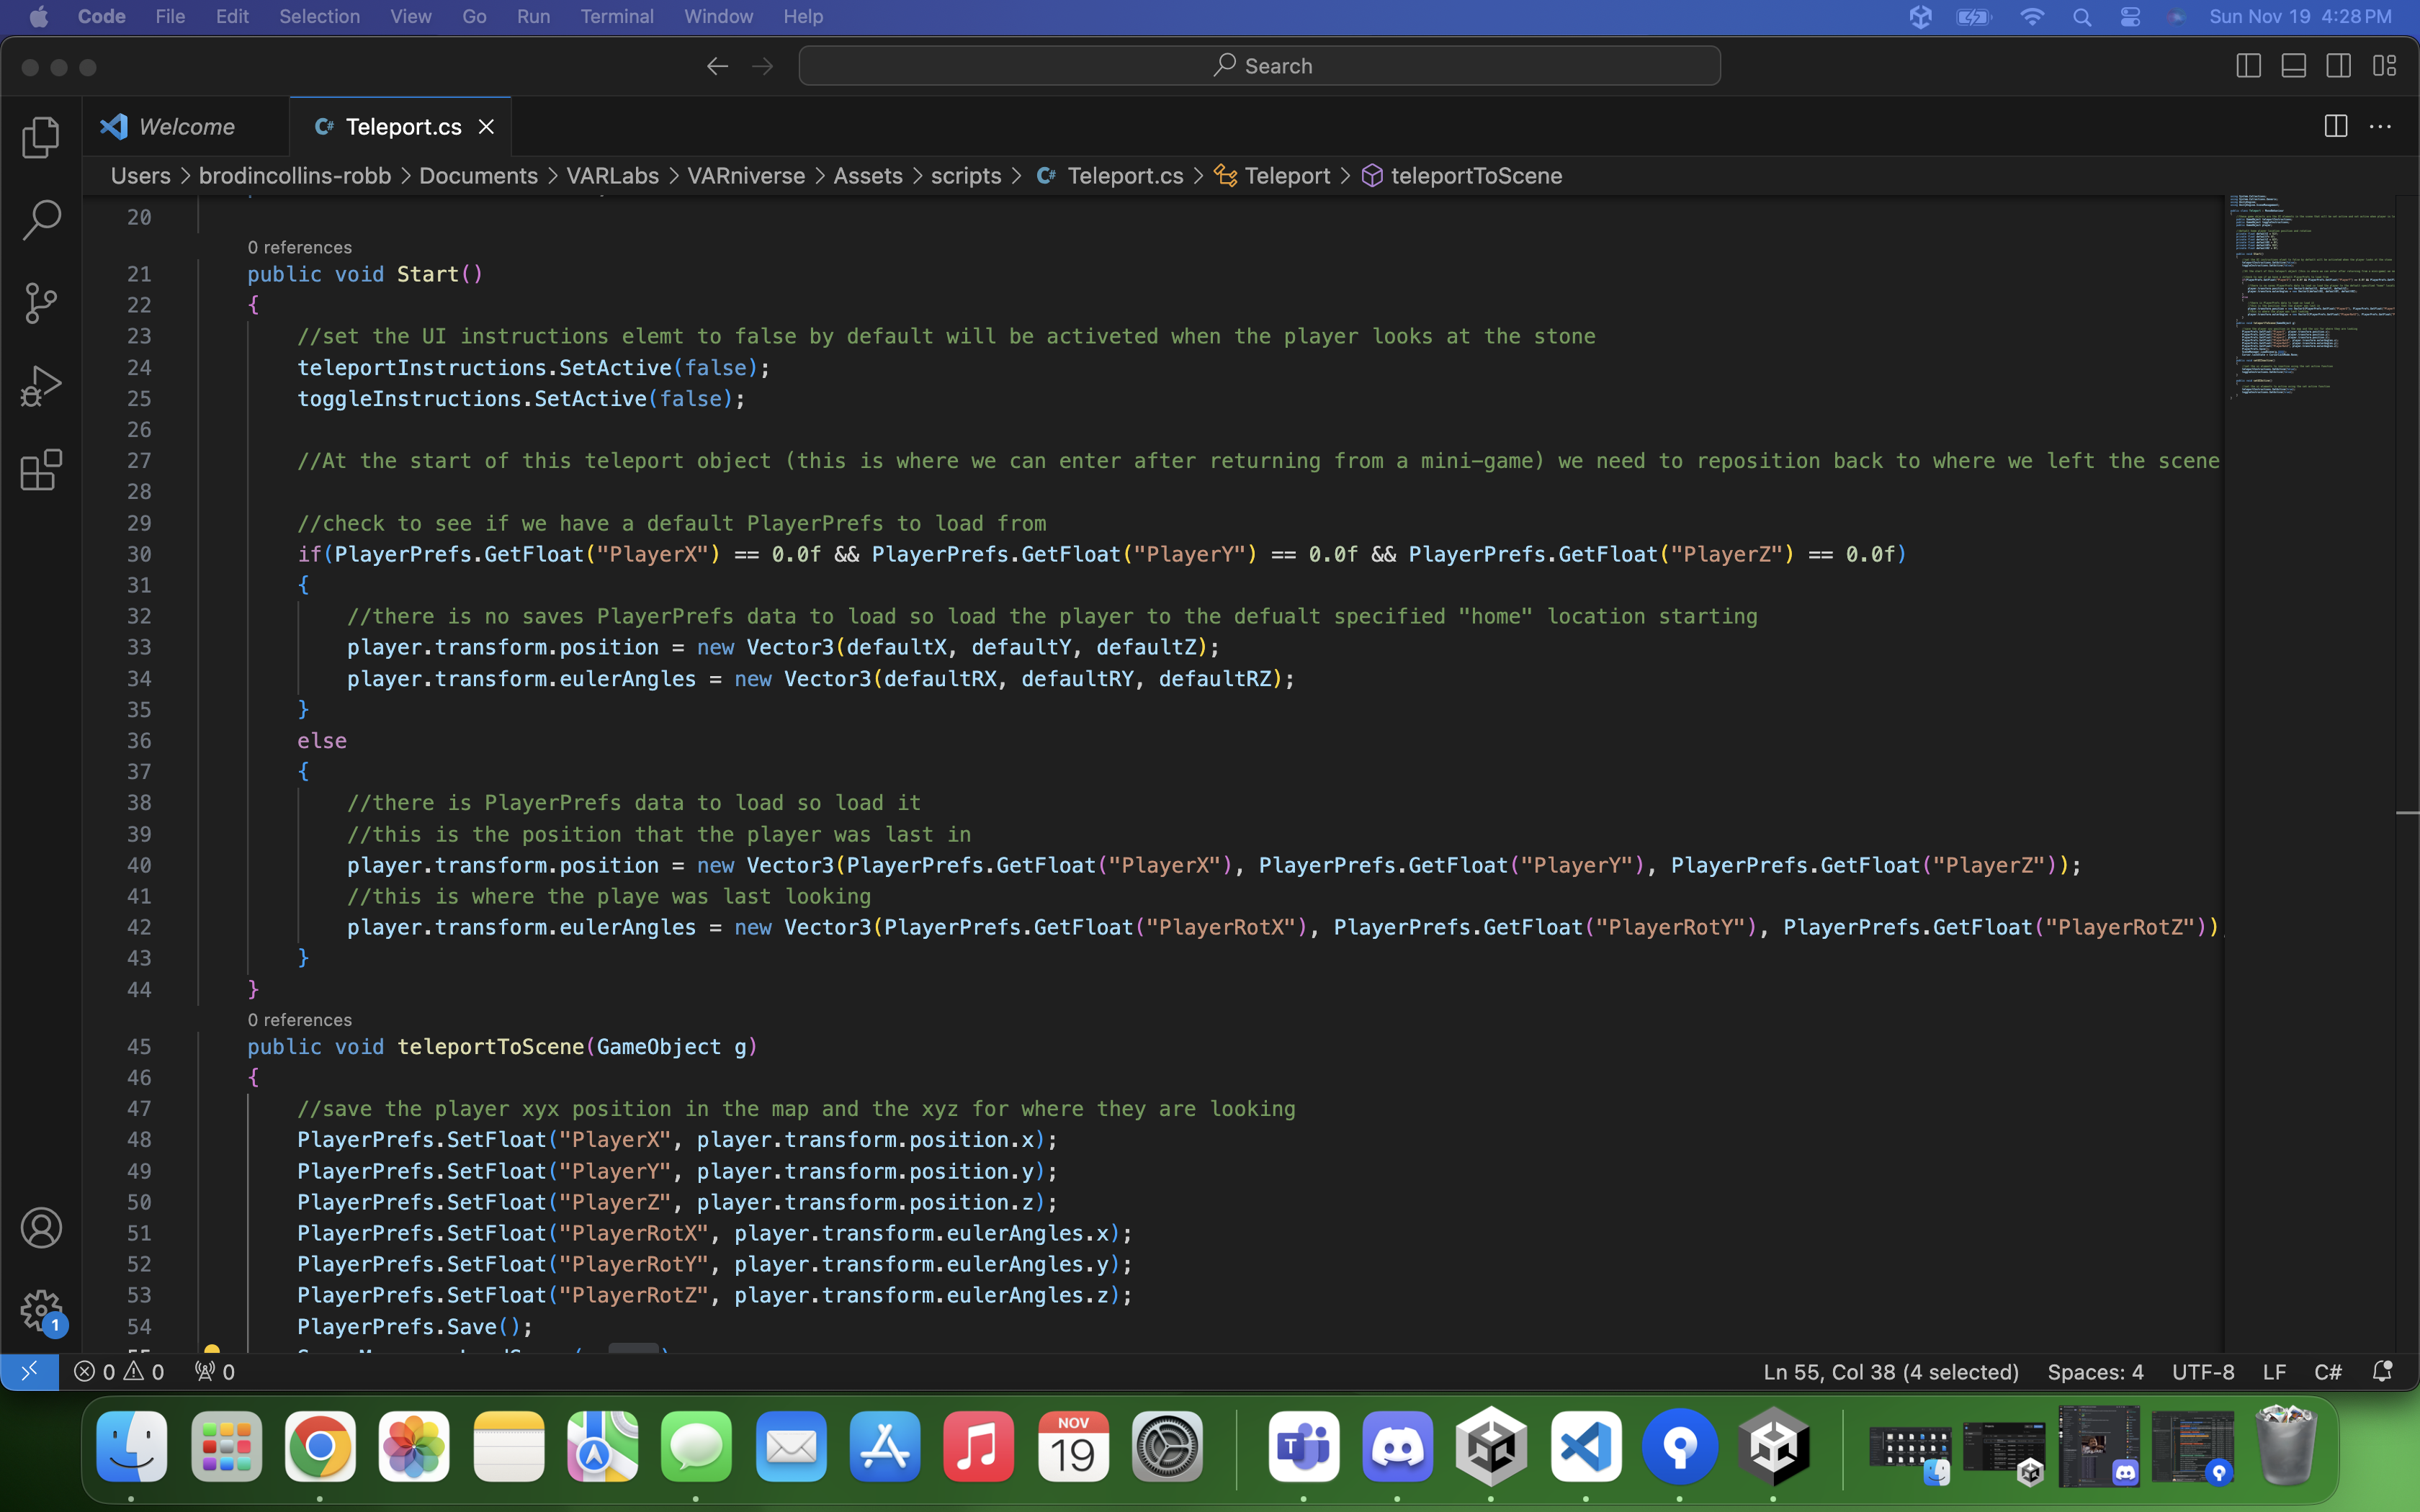 Code File Edit Selection View Go Run Terminal Window Help Sun Nov 19 4:28 PM
Search
Welcome Teleport.cs
Users > brodincollins-robb > Documents > VARLabs > VARniverse > Assets > scripts > C# Teleport.cs > Teleport > teleportToScene
20
0 references
21 public void Start()
22 {
23 //set the UI instructions elemt to false by default will be activeted when the player looks at the stone
24 teleportInstructions.SetActive(false);
25 toggleInstructions.SetActive(false);
26
27 //At the start of this teleport object (this is where we can enter after returning from a mini-game) we need to reposition back to where we left the scene
28
29 //check to see if we have a default PlayerPrefs to load from
30 if(PlayerPrefs.GetFloat("PlayerX") == 0.0f && PlayerPrefs.GetFloat("PlayerY") == 0.0f && PlayerPrefs.GetFloat("PlayerZ") == 0.0f)
31 {
32 //there is no saves PlayerPrefs data to load so load the player to the defualt specified "home" location starting
33 player.transform.position = new Vector3(defaultX, defaultY, defaultZ);
34 player.transform.eulerAngles = new Vector3(defaultRX, defaultRY, defaultRZ);
35 }
36 else
37 {
38 //there is PlayerPrefs data to load so load it
39 //this is the position that the player was last in
40 player.transform.position = new Vector3(PlayerPrefs.GetFloat("PlayerX"), PlayerPrefs.GetFloat("PlayerY"), PlayerPrefs.GetFloat("PlayerZ"));
41 //this is where the playe was last looking
42 player.transform.eulerAngles = new Vector3(PlayerPrefs.GetFloat("PlayerRotX"), PlayerPrefs.GetFloat("PlayerRotY"), PlayerPrefs.GetFloat("PlayerRotZ"))
43 }
44 }
0 references
45 public void teleportToScene(GameObject g)
46 {
47 //save the player xyx position in the map and the xyz for where they are looking
48 PlayerPrefs.SetFloat("PlayerX", player.transform.position.x);
49 PlayerPrefs.SetFloat("PlayerY", player.transform.position.y);
50 PlayerPrefs.SetFloat("PlayerZ", player.transform.position.z);
51 PlayerPrefs.SetFloat("PlayerRotX", player.transform.eulerAngles.x);
52 PlayerPrefs.SetFloat("PlayerRotY", player.transform.eulerAngles.y);
53 PlayerPrefs.SetFloat("PlayerRotZ", player.transform.eulerAngles.z);
54 PlayerPrefs.Save();
1
0 0 0 Ln 55, Col 38 (4 selected) Spaces: 4 UTF-8 LF C#
NOV
19